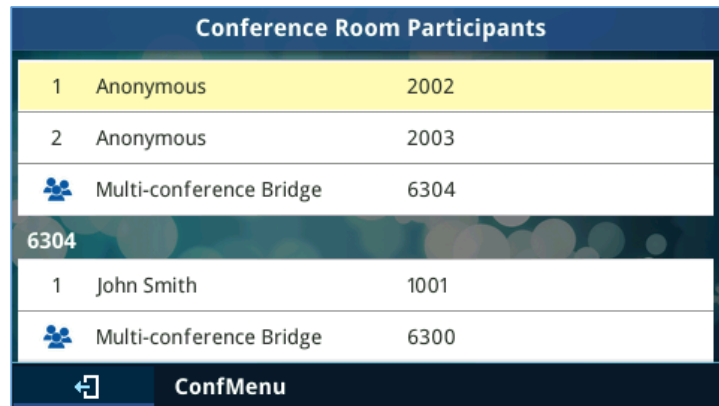 Conference Room Participants
1 Anonymous 2002
2 Anonymous 2003
Multi-conference Bridge 6304
6304
1 John Smith 1001
Multi-conference Bridge 6300
ConfMenu